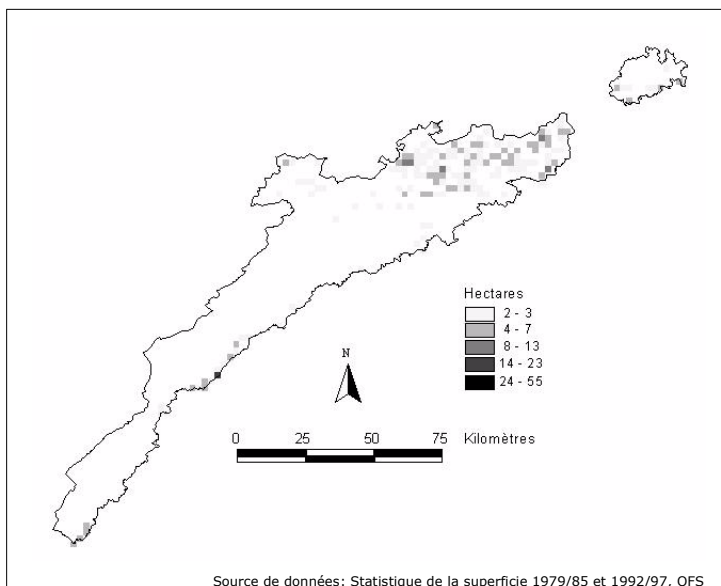 Hectares
2 - 3
4 - 7
8 - 13
14 - 23
24 - 55
N
0 25 50 75 Kilomètres
Source de données: Statistique de la superficie 1979/85 et 1992/97, OFS